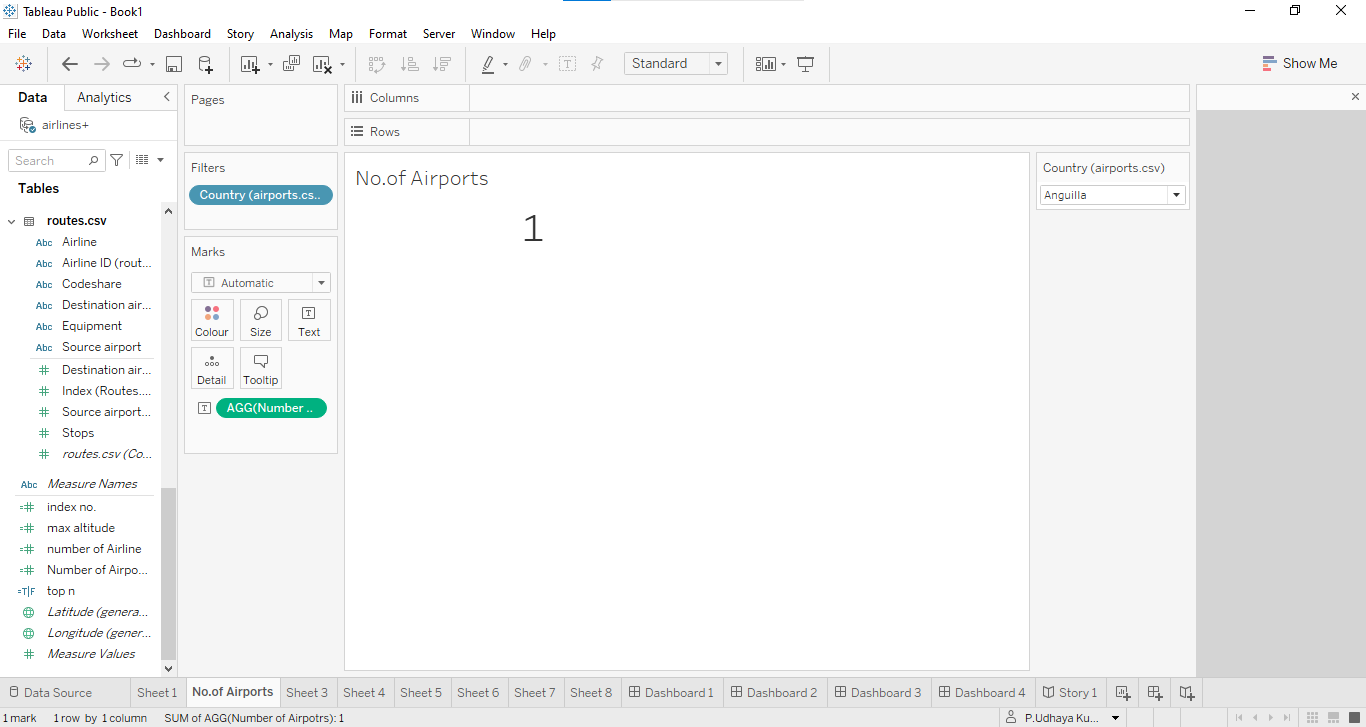 Tableau Public - Book1
File Data Worksheet Dashboard Story Analysis Map Format Server Window Help
Standard
Show Me
Data Analytics
airlines+
Search
Tables
routes.csv
Abc Airline
Abc Airline ID (rout...
Abc Codeshare
Abc Destination air...
Abc Equipment
Abc Source airport
Destination air...
Index (Routes....
Source airport...
Stops
routes.csv (Co...
Abc Measure Names
index no.
max altitude
number of Airline
Number of Airpo...
=T|F top n
Latitude (genera...
Longitude (gener...
Measure Values
Pages
Filters
Country (airports.cs..
Marks
Automatic
Colour Size Text
Detail Tooltip
AGG(Number ..
Columns
Rows
No.of Airports
1
Country (airports.csv)
Anguilla
Data Source Sheet 1 No.of Airports Sheet 3 Sheet 4 Sheet 5 Sheet 6 Sheet 7 Sheet 8 Dashboard 1 Dashboard 2 Dashboard 3 Dashboard 4 Story 1
1 mark 1 row by 1 column SUM of AGG(Number of Airpotrs): 1 P.Udhaya Ku...